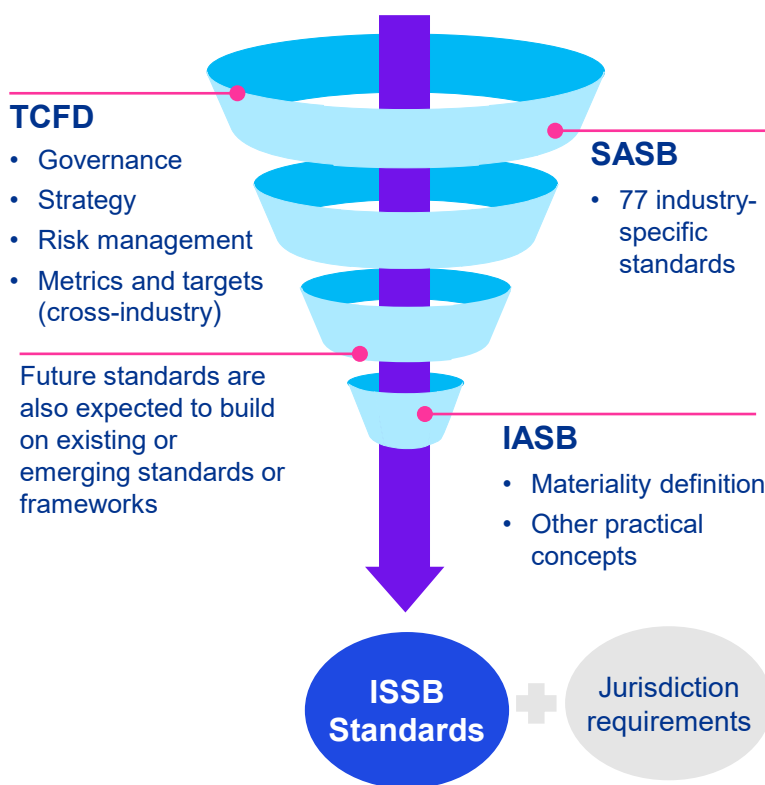 TCFD
• Governance
• Strategy
• Risk management
• Metrics and targets
(cross-industry)
SASB
• 77 industry-
specific
standards
Future standards are
also expected to build
on existing or
emerging standards or
frameworks
IASB
• Materiality definition
• Other practical
concepts
ISSB
Standards
Jurisdiction
requirements